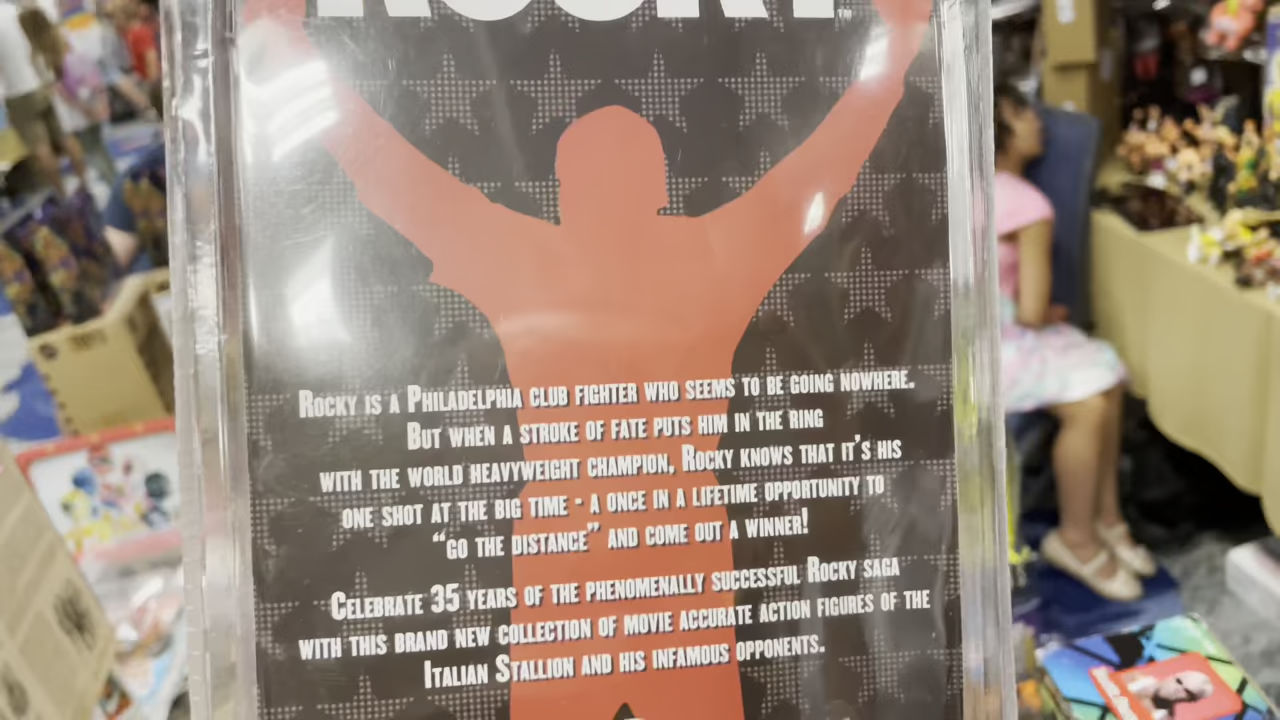 ROCKY™
Rocky is a Philadelphia club fighter who seems to be going nowhere.
But when a stroke of fate puts him in the ring
with the world heavyweight champion, Rocky knows that it's his
one shot at the big time - a once in a lifetime opportunity to
"go the distance" and come out a winner!
Celebrate 35 years of the phenomenally successful Rocky saga
with this brand new collection of movie accurate action figures of the
Italian Stallion and his infamous opponents.